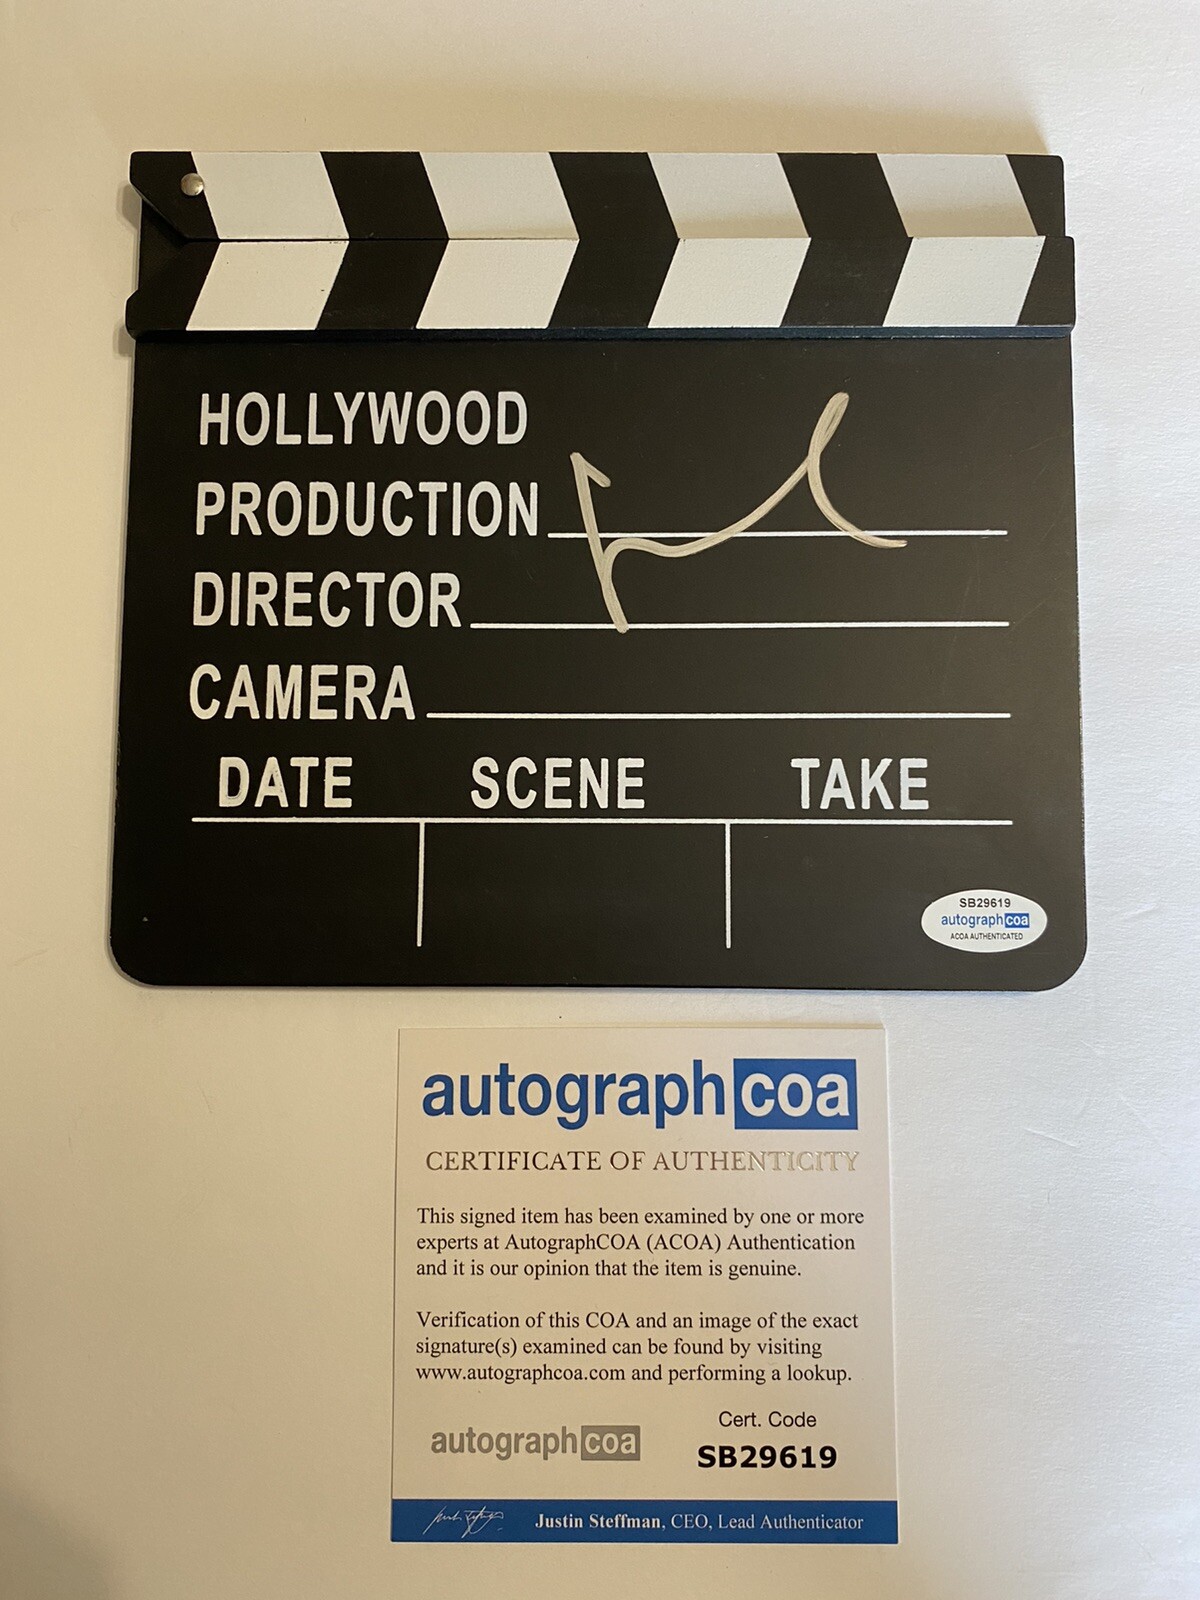 HOLLYWOOD
PRODUCTION
DIRECTOR
CAMERA
DATE SCENE TAKE
SB29619
autographcoa
ACOA AUTHENTICATED
autographcoa
CERTIFICATE OF AUTHENTICITY
This signed item has been examined by one or more
experts at AutographCOA (ACOA) Authentication
and it is our opinion that the item is genuine.
Verification of this COA and an image of the exact
signature(s) examined can be found by visiting
www.autographcoa.com and performing a lookup.
Cert. Code
autographcoa SB29619
Justin Steffman, CEO, Lead Authenticator